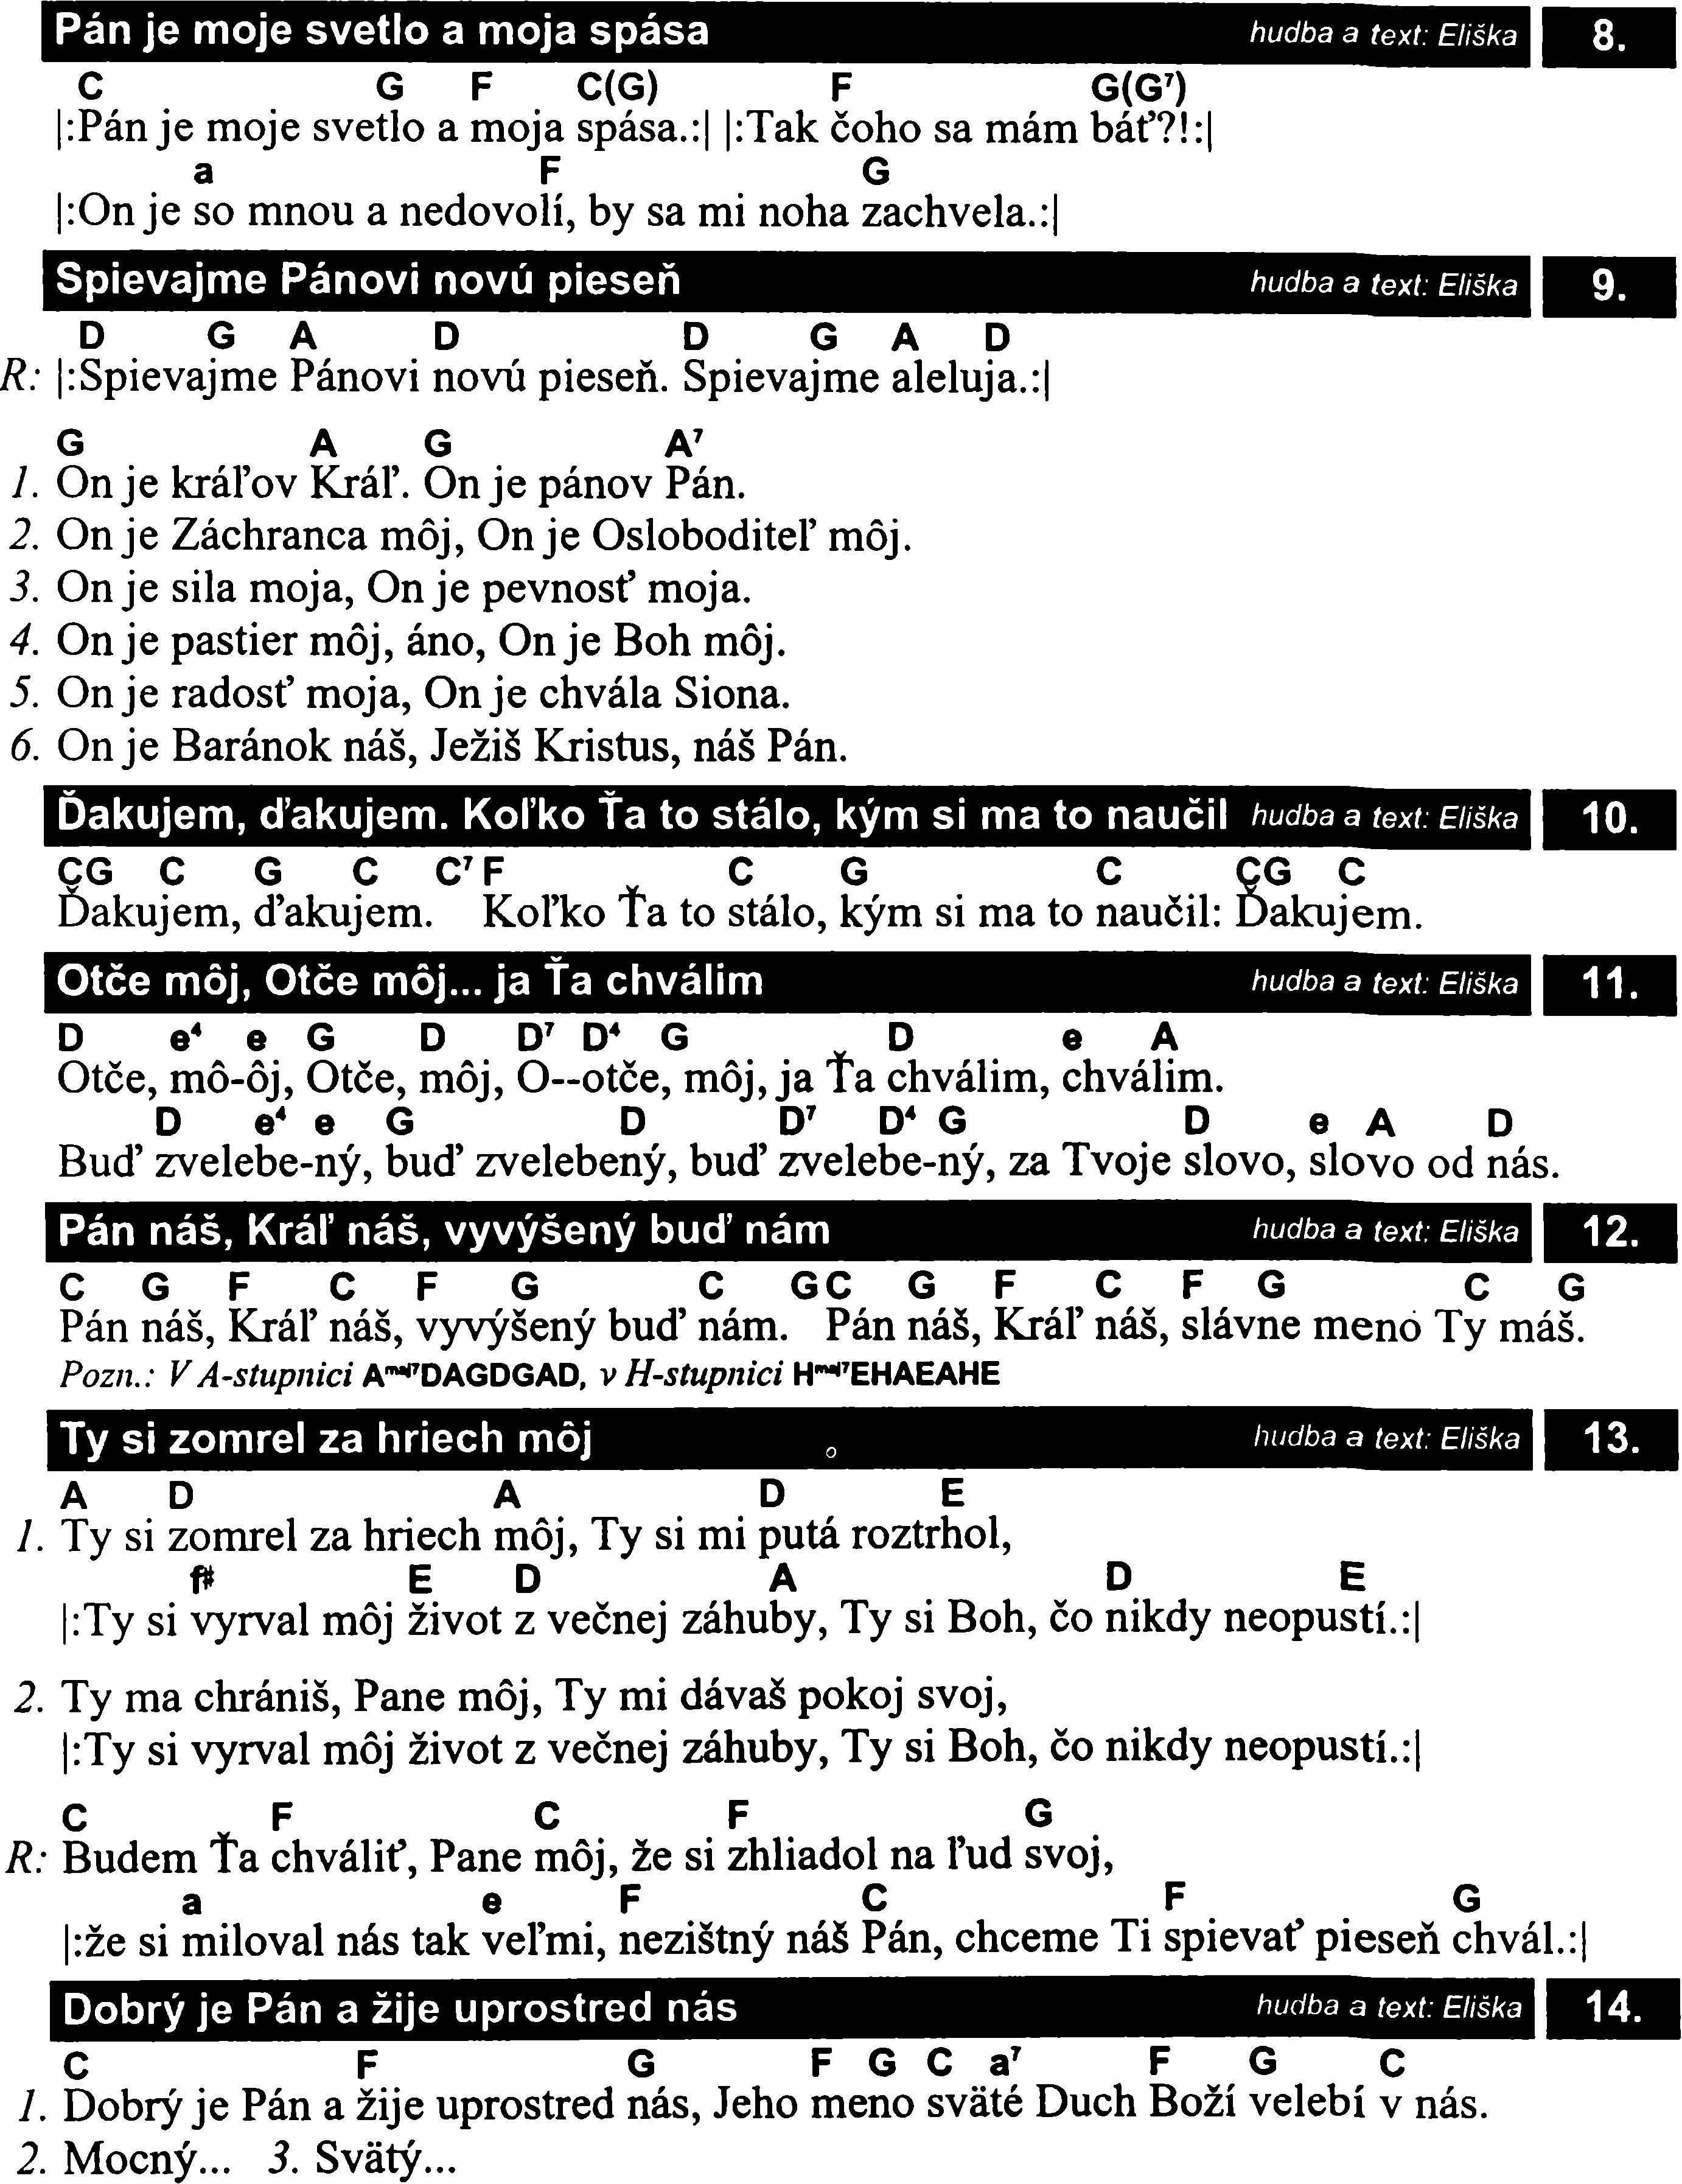 Pán je moje svetlo a moja spása hudba a text: Eliška 8.
C G F C(G) F G(G⁷)
|:Pán je moje svetlo a moja spása.:| |:Tak čoho sa mám báť?!:|
a F G
|:On je so mnou a nedovolí, by sa mi noha zachvela.:|
Spievajme Pánovi novú pieseň hudba a text: Eliška 9.
D G A D D G A D
R: |:Spievajme Pánovi novú pieseň. Spievajme aleluja.:|
G A G A⁷
1. On je kráľov Kráľ. On je pánov Pán.
2. On je Záchranca môj, On je Osloboditeľ môj.
3. On je sila moja, On je pevnosť moja.
4. On je pastier môj, áno, On je Boh môj.
5. On je radosť moja, On je chvála Siona.
6. On je Baránok náš, Ježiš Kristus, náš Pán.
Ďakujem, ďakujem. Koľko Ťa to stálo, kým si ma to naučil hudba a text: Eliška 10.
CG C G C C⁷ F C G C CG C
Ďakujem, ďakujem. Koľko Ťa to stálo, kým si ma to naučil: Ďakujem.
Otče môj, Otče môj... ja Ťa chválim hudba a text: Eliška 11.
D e⁴ e G D D⁷ D⁴ G D e A
Otče, mô-ôj, Otče, môj, O--otče, môj, ja Ťa chválim, chválim.
D e⁴ e G D D⁷ D⁴ G D e A D
Buď zvelebe-ný, buď zvelebený, buď zvelebe-ný, za Tvoje slovo, slovo od nás.
Pán náš, Kráľ náš, vyvýšený buď nám hudba a text: Eliška 12.
C G F C F G C G C G F C F G C G
Pán náš, Kráľ náš, vyvýšený buď nám. Pán náš, Kráľ náš, slávne meno Ty máš.
Pozn.: V A-stupnici Aᵐᵃʲ⁷DAGDGAD, v H-stupnici Hᵐᵃʲ⁷EHAEAHE
Ty si zomrel za hriech môj hudba a text: Eliška 13.
A D A D E
1. Ty si zomrel za hriech môj, Ty si mi putá roztrhol,
f# E D A D E
|:Ty si vyrval môj život z večnej záhuby, Ty si Boh, čo nikdy neopustí.:|
2. Ty ma chrániš, Pane môj, Ty mi dávaš pokoj svoj,
|:Ty si vyrval môj život z večnej záhuby, Ty si Boh, čo nikdy neopustí.:|
C F C F G
R: Budem Ťa chváliť, Pane môj, že si zhliadol na ľud svoj,
a e F C F G
|:že si miloval nás tak veľmi, nezištný náš Pán, chceme Ti spievať pieseň chvál.:|
Dobrý je Pán a žije uprostred nás hudba a text: Eliška 14.
C F G F G C a⁷ F G C
1. Dobrý je Pán a žije uprostred nás, Jeho meno sväté Duch Boží velebí v nás.
2. Mocný... 3. Svätý...